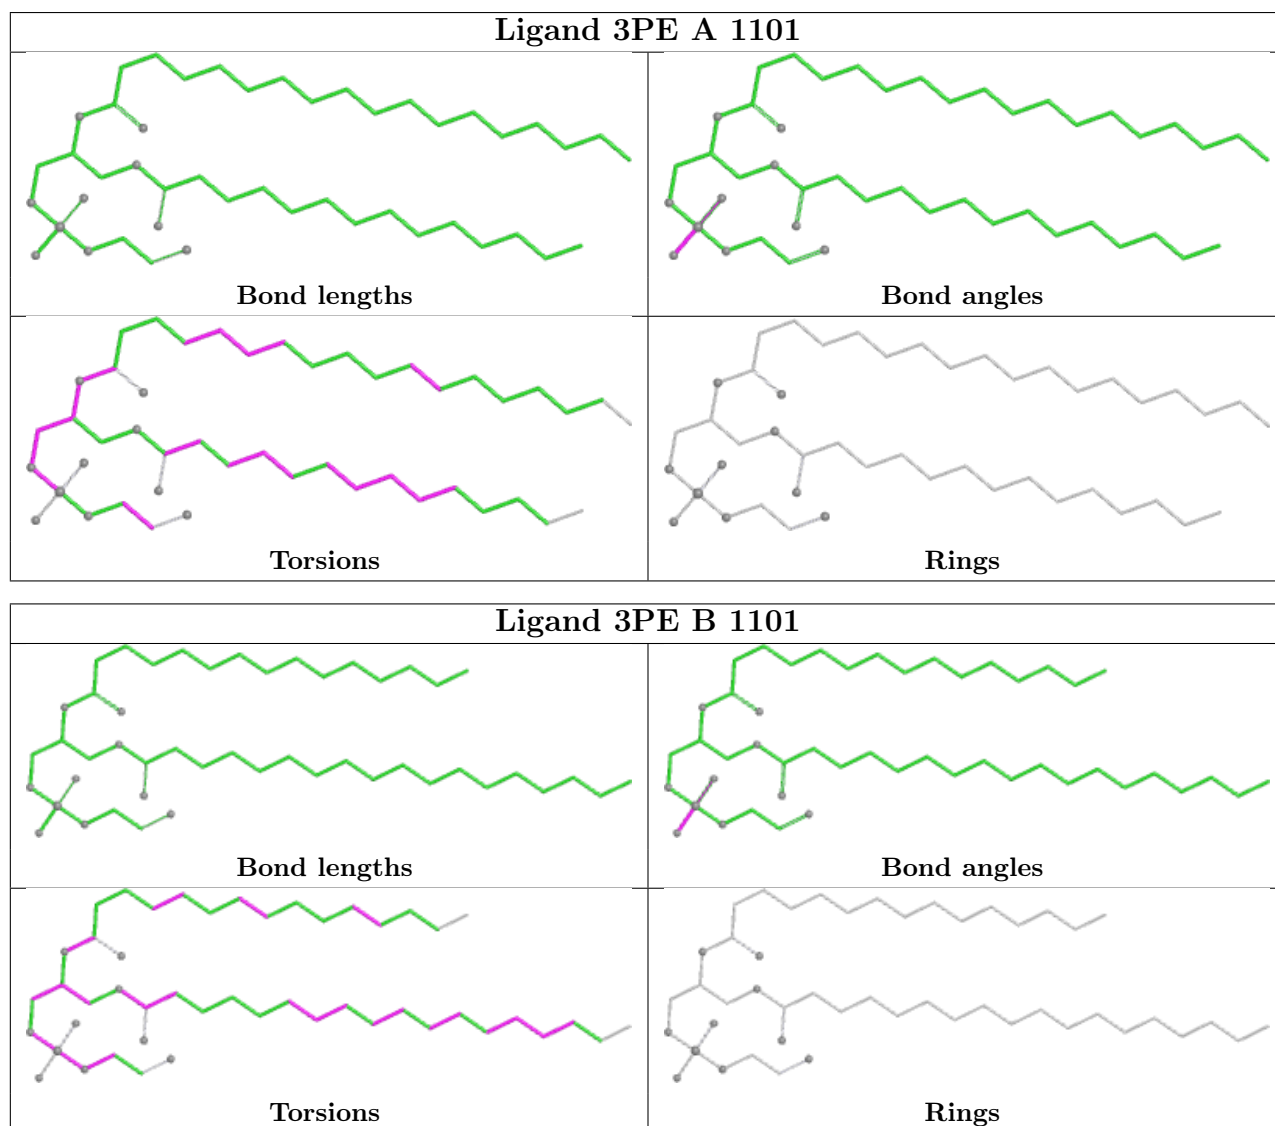 Ligand 3PE A 1101
Bond lengths
Bond angles
Torsions
Rings
Ligand 3PE B 1101
Bond lengths
Bond angles
Torsions
Rings